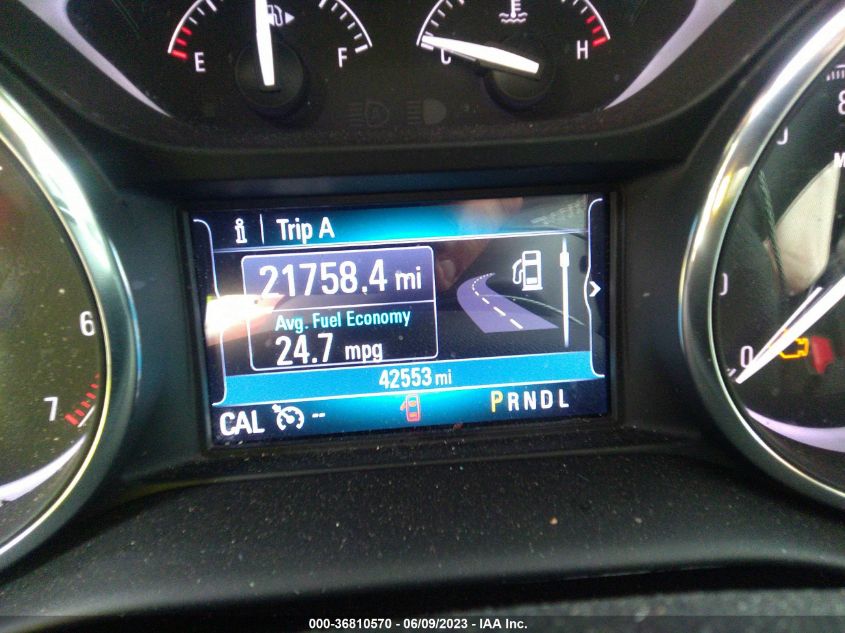 E F C H
8
i Trip A
21758.4 mi
Avg. Fuel Economy
24.7 mpg
42553 mi
CAL -- PRNDL
6
7
0
000-36810570 - 06/09/2023 - IAA Inc.